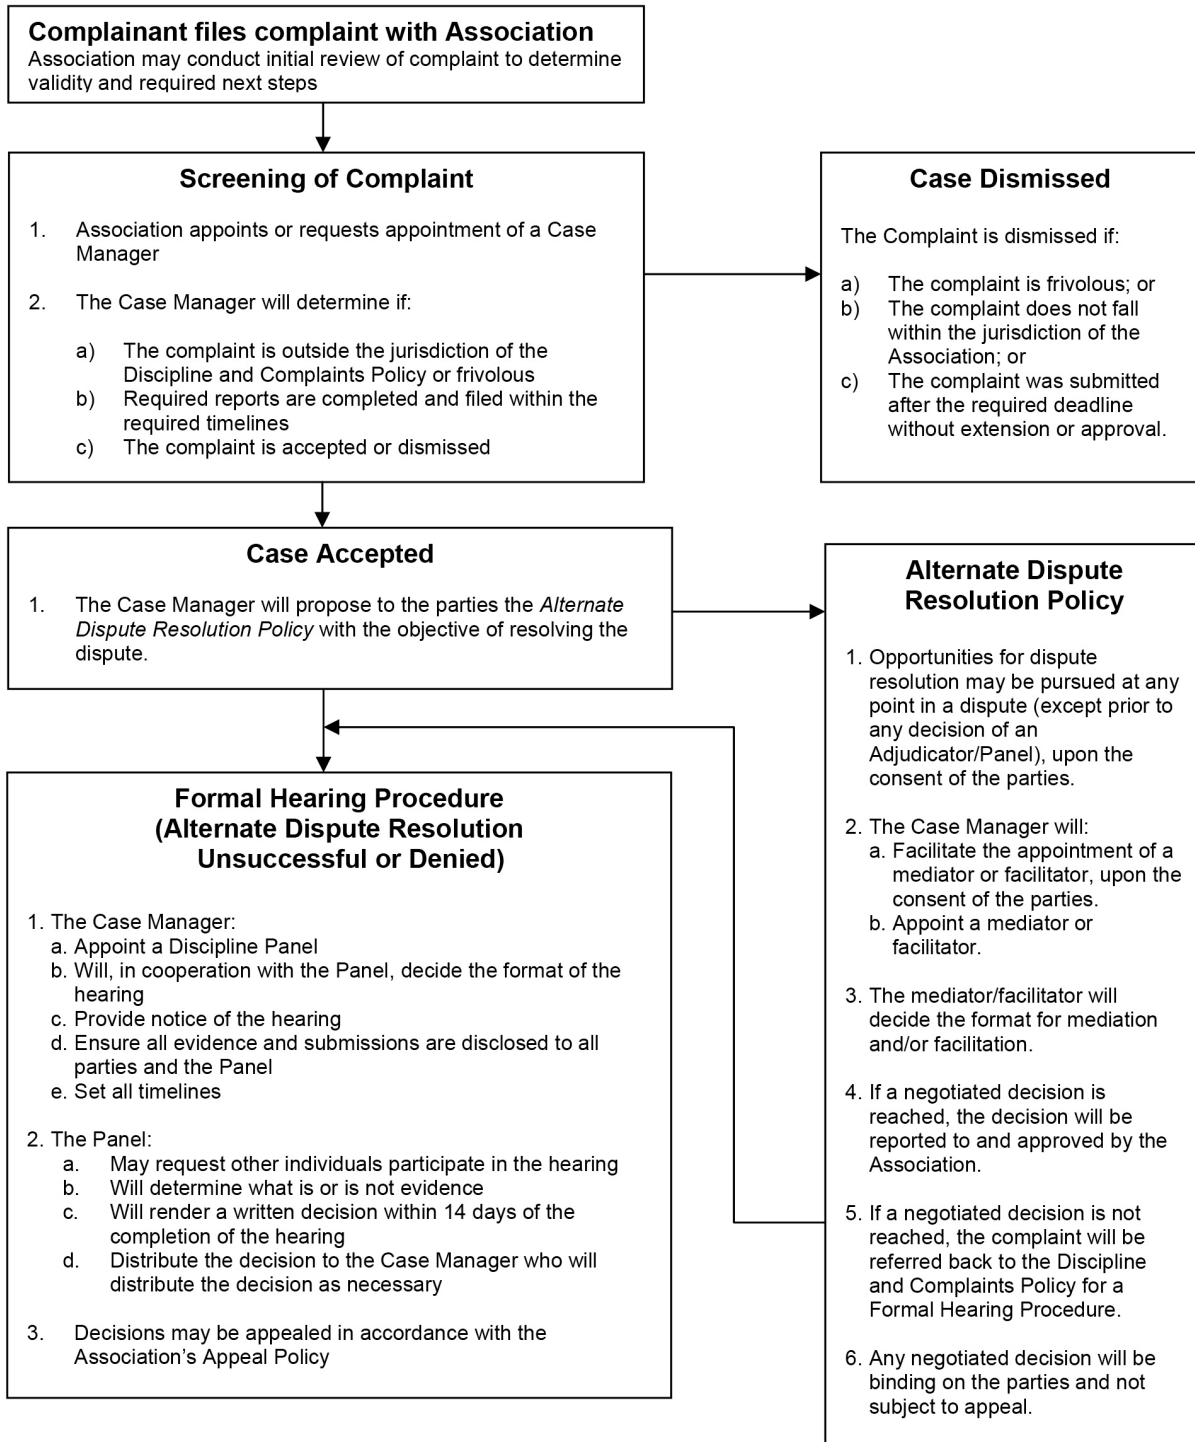 Complainant files complaint with Association
Association may conduct initial review of complaint to determine
validity and required next steps
Screening of Complaint
1. Association appoints or requests appointment of a Case
Manager
2. The Case Manager will determine if:
a) The complaint is outside the jurisdiction of the
Discipline and Complaints Policy or frivolous
b) Required reports are completed and filed within the
required timelines
c) The complaint is accepted or dismissed
Case Dismissed
The Complaint is dismissed if:
a) The complaint is frivolous; or
b) The complaint does not fall
within the jurisdiction of the
Association; or
c) The complaint was submitted
after the required deadline
without extension or approval.
Case Accepted
1. The Case Manager will propose to the parties the Alternate
Dispute Resolution Policy with the objective of resolving the
dispute.
Alternate Dispute
Resolution Policy
1. Opportunities for dispute
resolution may be pursued at any
point in a dispute (except prior to
any decision of an
Adjudicator/Panel), upon the
consent of the parties.
2. The Case Manager will:
a. Facilitate the appointment of a
mediator or facilitator, upon the
consent of the parties.
b. Appoint a mediator or
facilitator.
3. The mediator/facilitator will
decide the format for mediation
and/or facilitation.
4. If a negotiated decision is
reached, the decision will be
reported to and approved by the
Association.
5. If a negotiated decision is not
reached, the complaint will be
referred back to the Discipline
and Complaints Policy for a
Formal Hearing Procedure.
6. Any negotiated decision will be
binding on the parties and not
subject to appeal.
Formal Hearing Procedure
(Alternate Dispute Resolution
Unsuccessful or Denied)
1. The Case Manager:
a. Appoint a Discipline Panel
b. Will, in cooperation with the Panel, decide the format of the
hearing
c. Provide notice of the hearing
d. Ensure all evidence and submissions are disclosed to all
parties and the Panel
e. Set all timelines
2. The Panel:
a. May request other individuals participate in the hearing
b. Will determine what is or is not evidence
c. Will render a written decision within 14 days of the
completion of the hearing
d. Distribute the decision to the Case Manager who will
distribute the decision as necessary
3. Decisions may be appealed in accordance with the
Association’s Appeal Policy